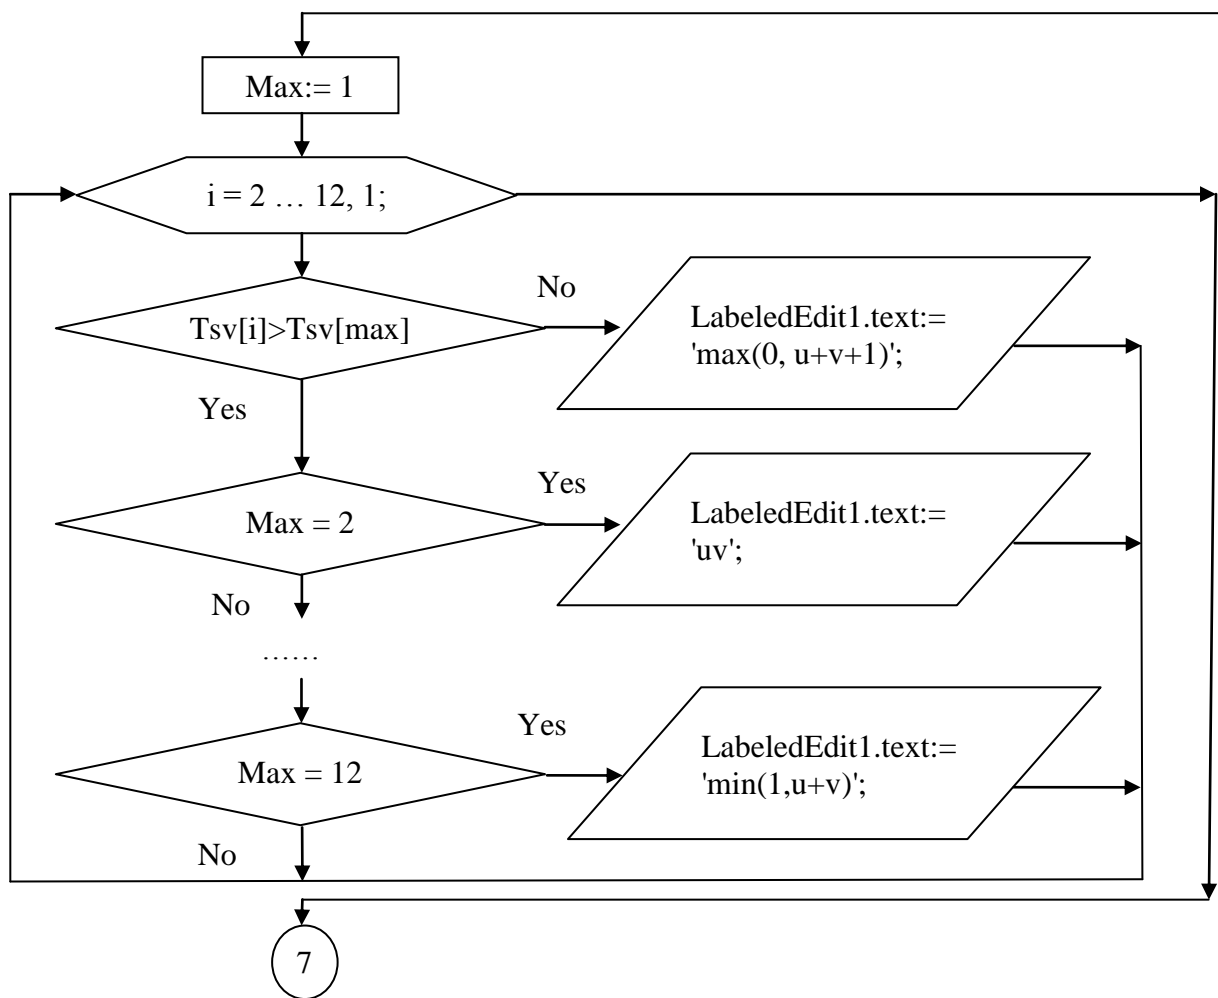 Max:= 1
i = 2 … 12, 1;
No
Tsv[i]>Tsv[max]
LabeledEdit1.text:=
'max(0, u+v+1)';
Yes
Yes
Max = 2
LabeledEdit1.text:=
'uv';
No
……
Yes
Max = 12
LabeledEdit1.text:=
'min(1,u+v)';
No
7